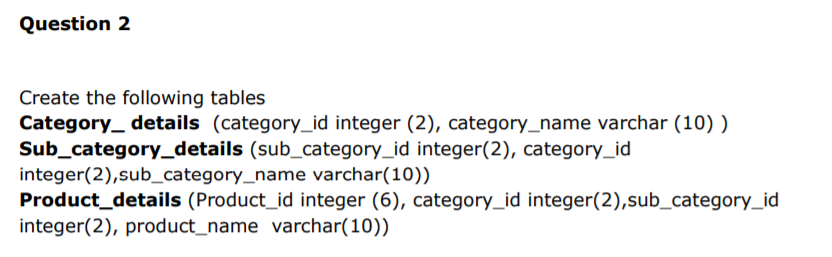 Question 2
Create the following tables
Category_ details (category_id integer (2), category_name varchar (10) )
Sub_category_details (sub_category_id integer(2), category_id
integer(2),sub_category_name varchar(10))
Product_details (Product_id integer (6), category_id integer(2),sub_category_id
integer(2), product_name varchar(10))